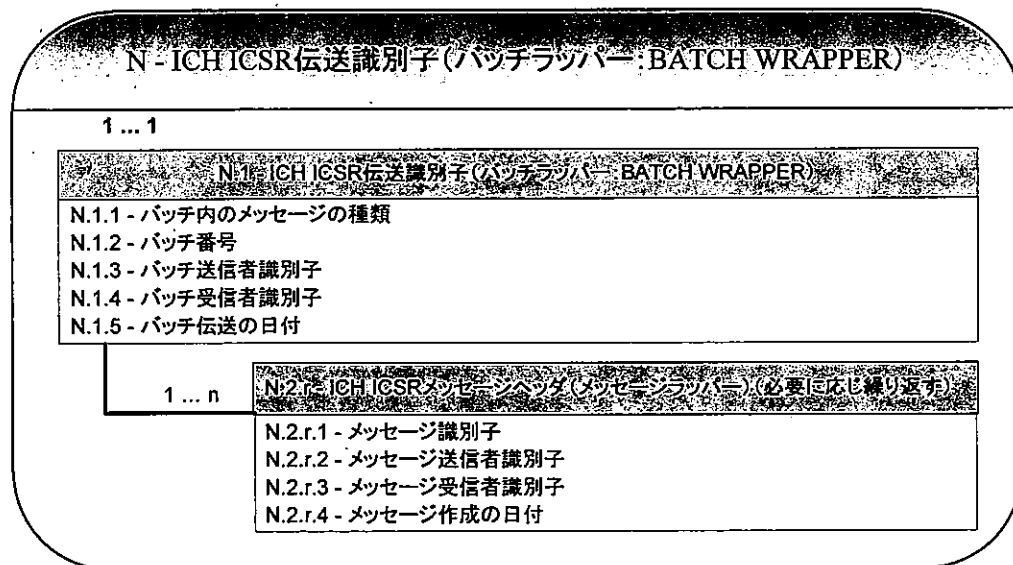 N - ICH ICSR伝送識別子（バッチラッパー：BATCH WRAPPER）
1 ... 1
N.1 - ICH ICSR伝送識別子（バッチラッパー：BATCH WRAPPER）
N.1.1 - バッチ内のメッセージの種類
N.1.2 - バッチ番号
N.1.3 - バッチ送信者識別子
N.1.4 - バッチ受信者識別子
N.1.5 - バッチ伝送の日付
1 ... n
N.2.r - ICH ICSRメッセージヘッダ（メッセージラッパー）（必要に応じ繰り返す）
N.2.r.1 - メッセージ識別子
N.2.r.2 - メッセージ送信者識別子
N.2.r.3 - メッセージ受信者識別子
N.2.r.4 - メッセージ作成の日付